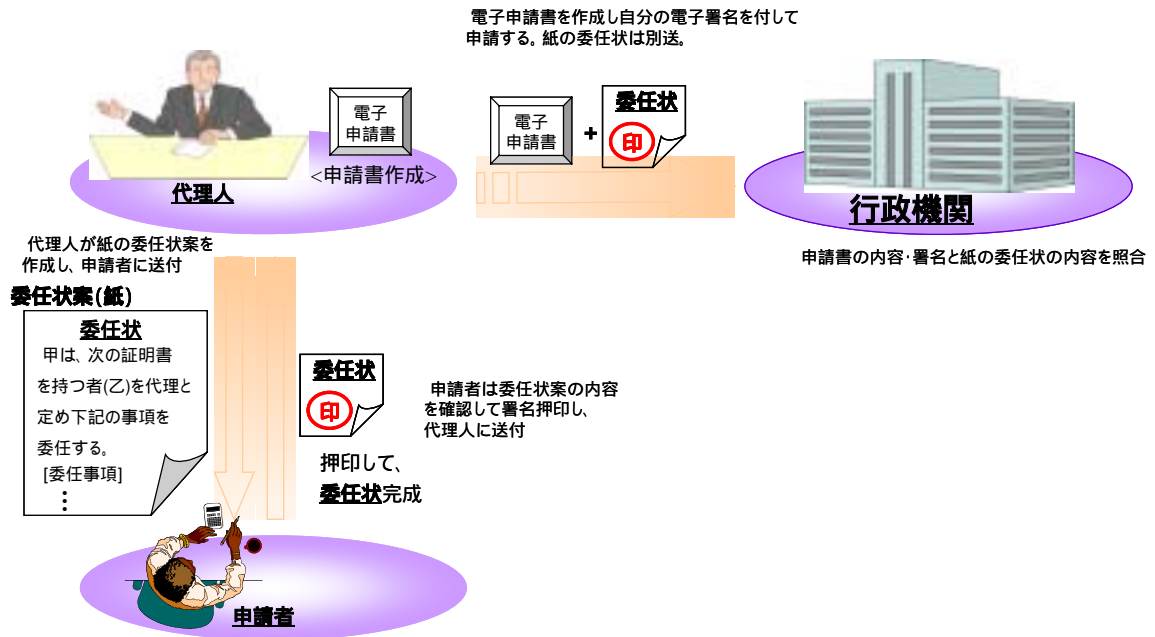 電子申請書を作成し自分の電子署名を付して
申請する。紙の委任状は別送。
電子
申請書
<申請書作成>
代理人
電子
申請書
+
委任状
印
行政機関
申請書の内容・署名と紙の委任状の内容を照合
代理人が紙の委任状案を
作成し、申請者に送付
委任状案(紙)
委任状
甲は、次の証明書
を持つ者(乙)を代理と
定め下記の事項を
委任する。
[委任事項]
⋮
委任状
印
押印して、
委任状完成
申請者は委任状案の内容
を確認して署名押印し、
代理人に送付
申請者